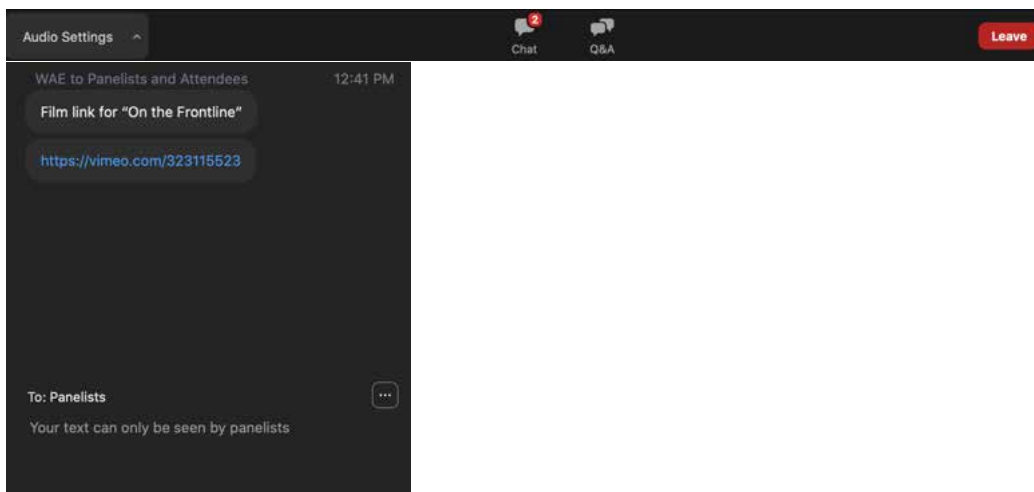 Audio Settings
2
Chat
Q&A
Leave
WAE to Panelists and Attendees 12:41 PM
Film link for “On the Frontline”
https://vimeo.com/323115523
To: Panelists
Your text can only be seen by panelists